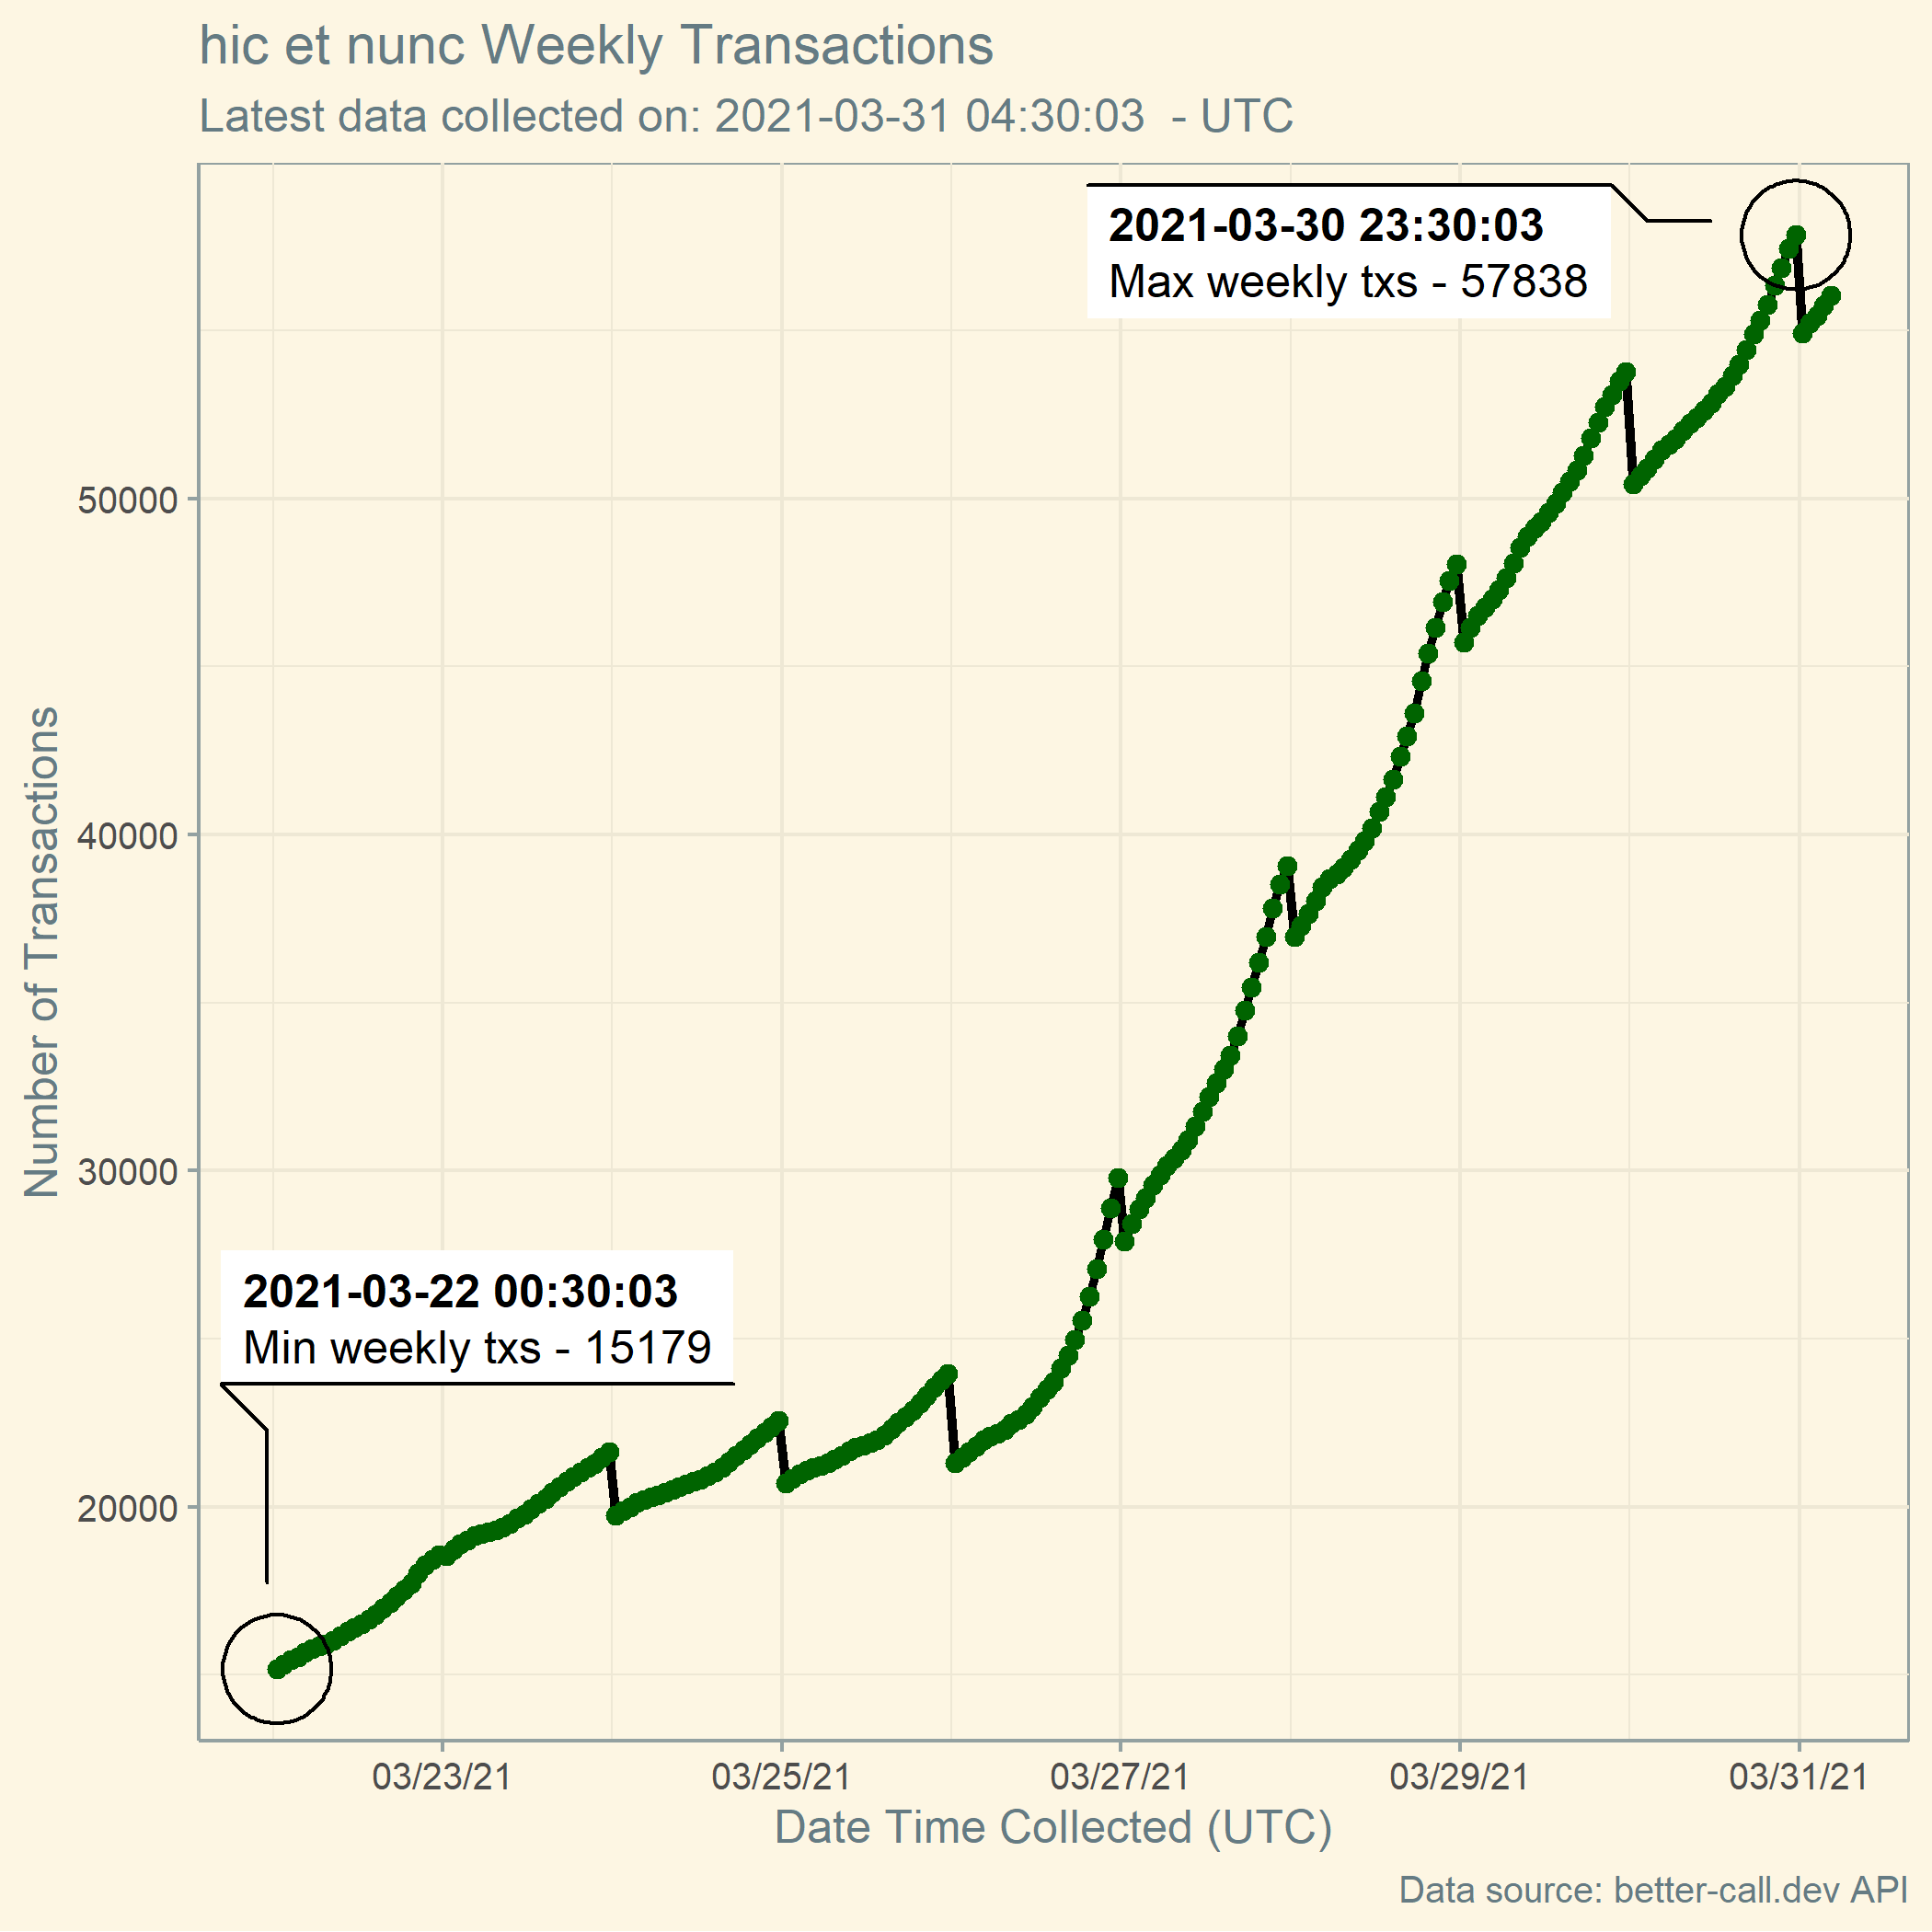 hic et nunc Weekly Transactions
Latest data collected on: 2021-03-31 04:30:03  - UTC
2021-03-30 23:30:03
Max weekly txs - 57838
2021-03-22 00:30:03
Min weekly txs - 15179
Number of Transactions
50000
40000
30000
20000
03/23/21 03/25/21 03/27/21 03/29/21 03/31/21
Date Time Collected (UTC)
Data source: better-call.dev API